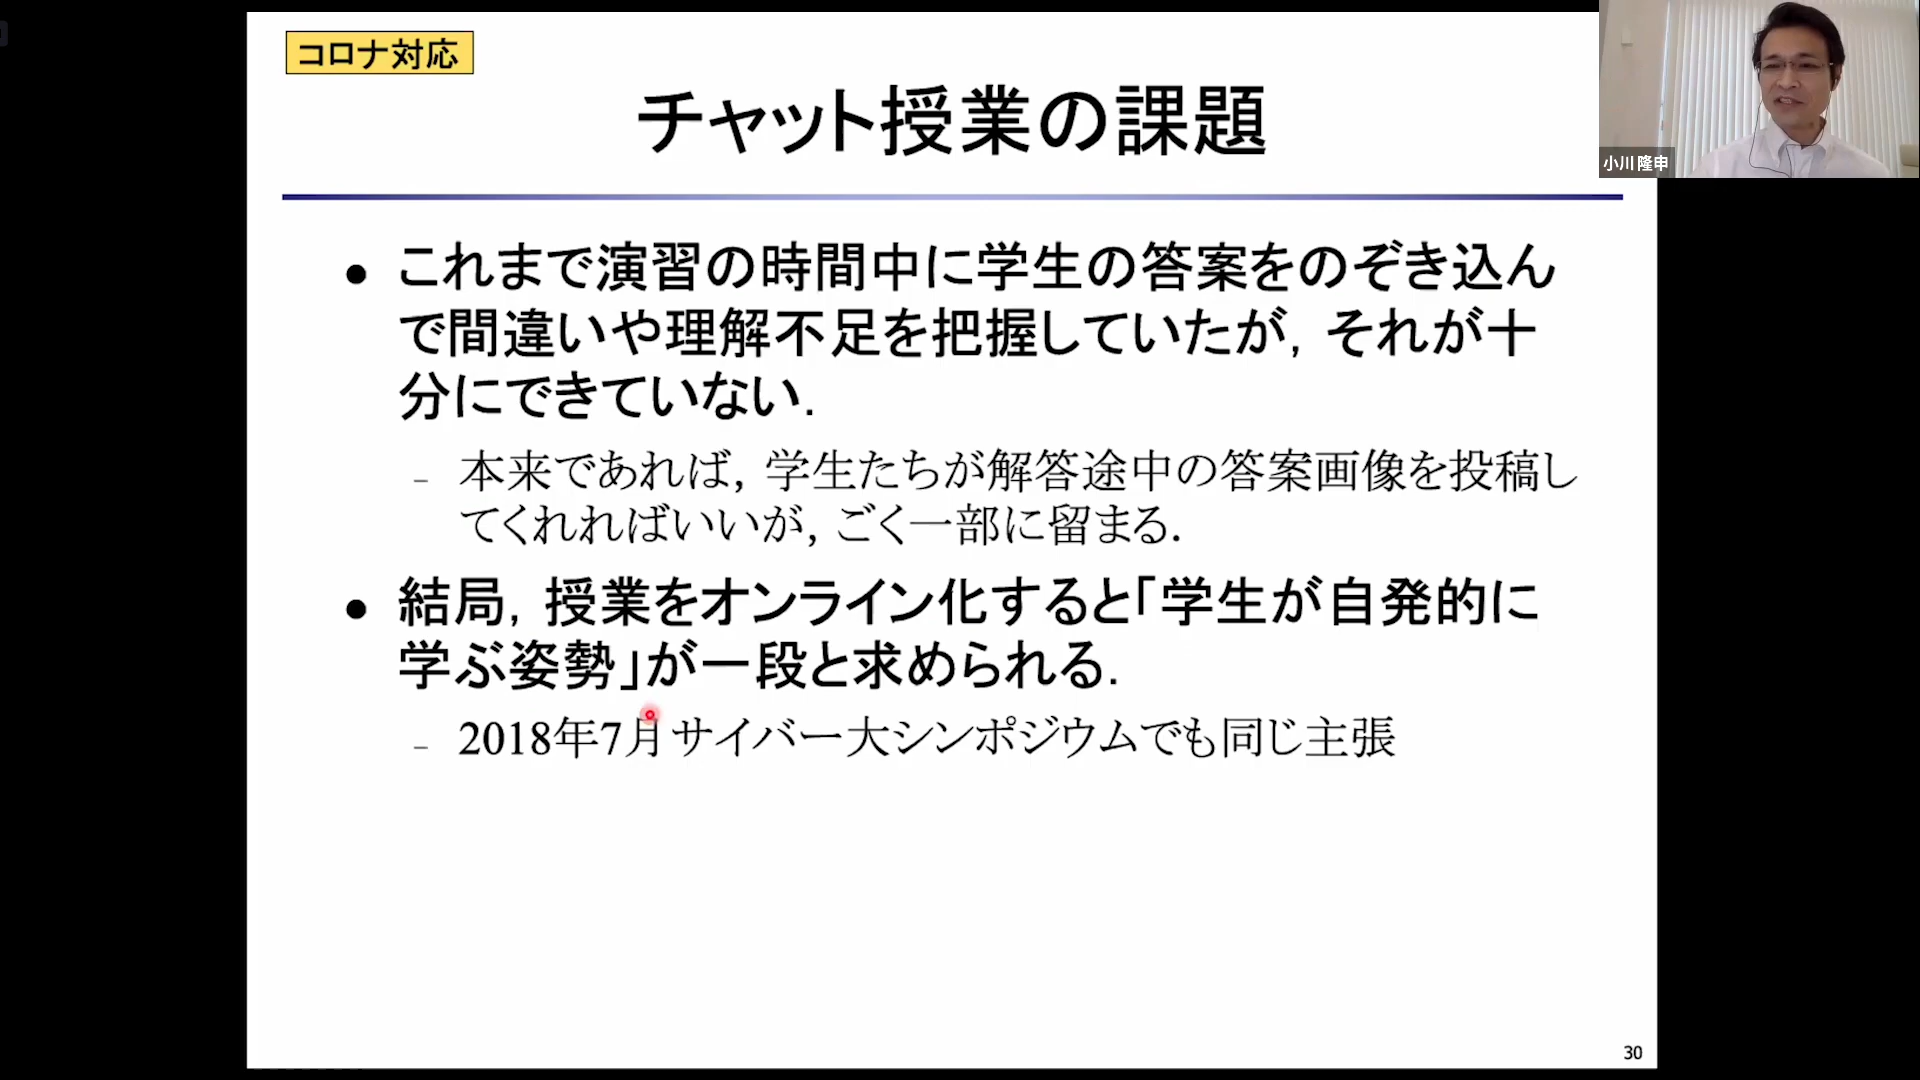 コロナ対応
チャット授業の課題
小川 隆申
● これまで演習の時間中に学生の答案をのぞき込ん
で間違いや理解不足を把握していたが，それが十
分にできていない．
– 本来であれば，学生たちが解答途中の答案画像を投稿し
てくれればいいが，ごく一部に留まる．
● 結局，授業をオンライン化すると「学生が自発的に
学ぶ姿勢」が一段と求められる．
– 2018年7月サイバー大シンポジウムでも同じ主張
30